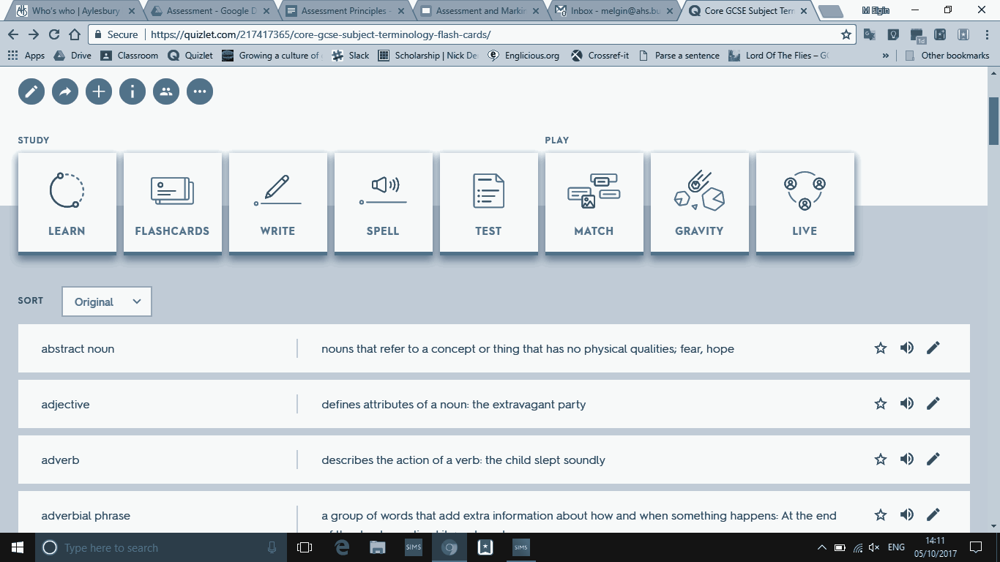 Who's who | Aylesbury
Assessment - Google D
Assessment Principles -
Assessment and Markin
Inbox - melgin@ahs.bu
Core GCSE Subject Term
M Elgin
Secure
https://quizlet.com/217417365/core-gcse-subject-terminology-flash-cards/
1d
Apps
Drive
Classroom
Quizlet
Growing a culture of
Slack
Scholarship | Nick De
Englicious.org
Crossref-it
Parse a sentence
Lord Of The Flies – GC
»
Other bookmarks
STUDY
PLAY
LEARN
FLASHCARDS
WRITE
SPELL
TEST
MATCH
GRAVITY
LIVE
SORT
Original
abstract noun
nouns that refer to a concept or thing that has no physical qualities; fear, hope
adjective
defines attributes of a noun: the extravagant party
adverb
describes the action of a verb: the child slept soundly
adverbial phrase
a group of words that add extra information about how and when something happens: At the end
Type here to search
SIMS
SIMS
ENG
14:11
05/10/2017